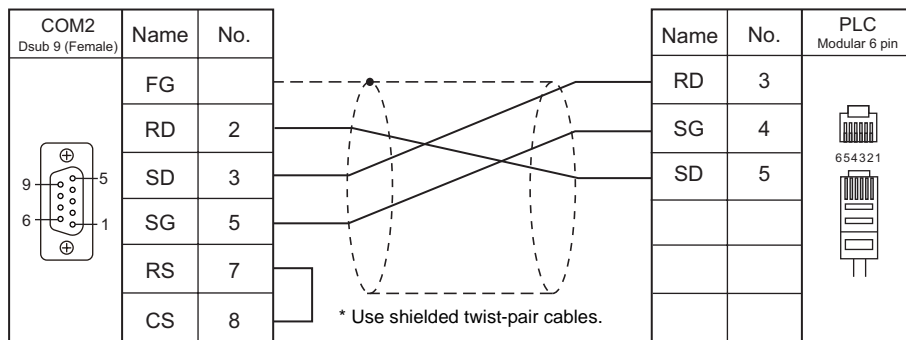 COM2
Dsub 9 (Female)
Name
No.
FG
RD
2
SD
3
SG
5
RS
7
CS
8
9
5
6
1
* Use shielded twist-pair cables.
Name
No.
PLC
Modular 6 pin
RD
3
SG
4
SD
5
654321